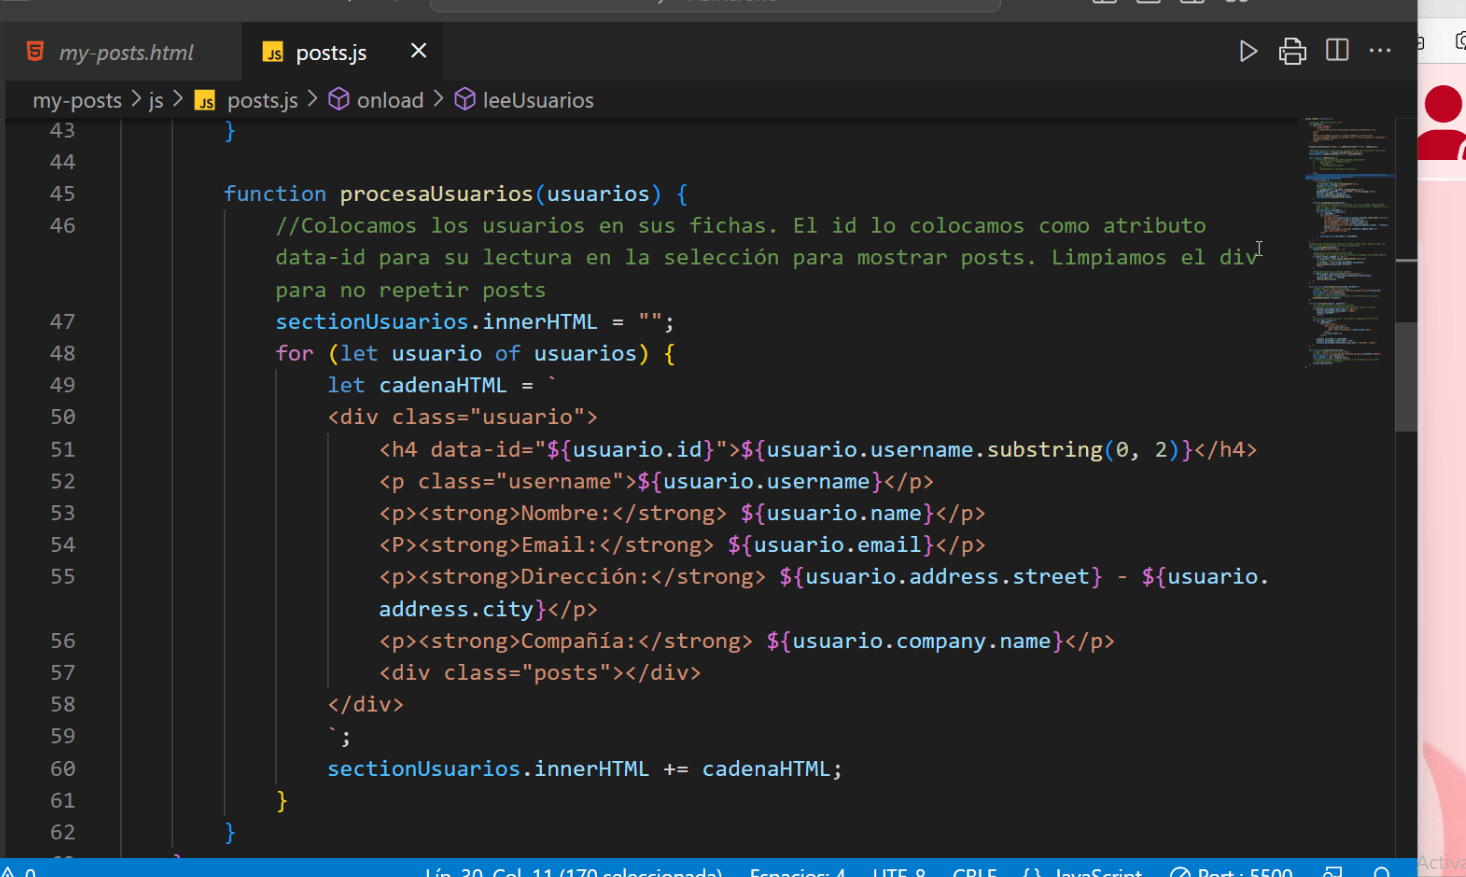 my-posts.html
JS posts.js
my-posts > js > JS posts.js > onload > leeUsuarios
43 }
44
45 function procesaUsuarios(usuarios) {
46 //Colocamos los usuarios en sus fichas. El id lo colocamos como atributo
data-id para su lectura en la selección para mostrar posts. Limpiamos el div
para no repetir posts
47 sectionUsuarios.innerHTML = "";
48 for (let usuario of usuarios) {
49 let cadenaHTML = `
50 <div class="usuario">
51 <h4 data-id="${usuario.id}">${usuario.username.substring(0, 2)}</h4>
52 <p class="username">${usuario.username}</p>
53 <p><strong>Nombre:</strong> ${usuario.name}</p>
54 <P><strong>Email:</strong> ${usuario.email}</p>
55 <p><strong>Dirección:</strong> ${usuario.address.street} - ${usuario.
address.city}</p>
56 <p><strong>Compañía:</strong> ${usuario.company.name}</p>
57 <div class="posts"></div>
58 </div>
59 `;
60 sectionUsuarios.innerHTML += cadenaHTML;
61 }
62 }
0 Lín. 30, Col. 11 (170 seleccionada) Espacios: 4 UTF-8 CRLF {} JavaScript Port : 5500
Activa